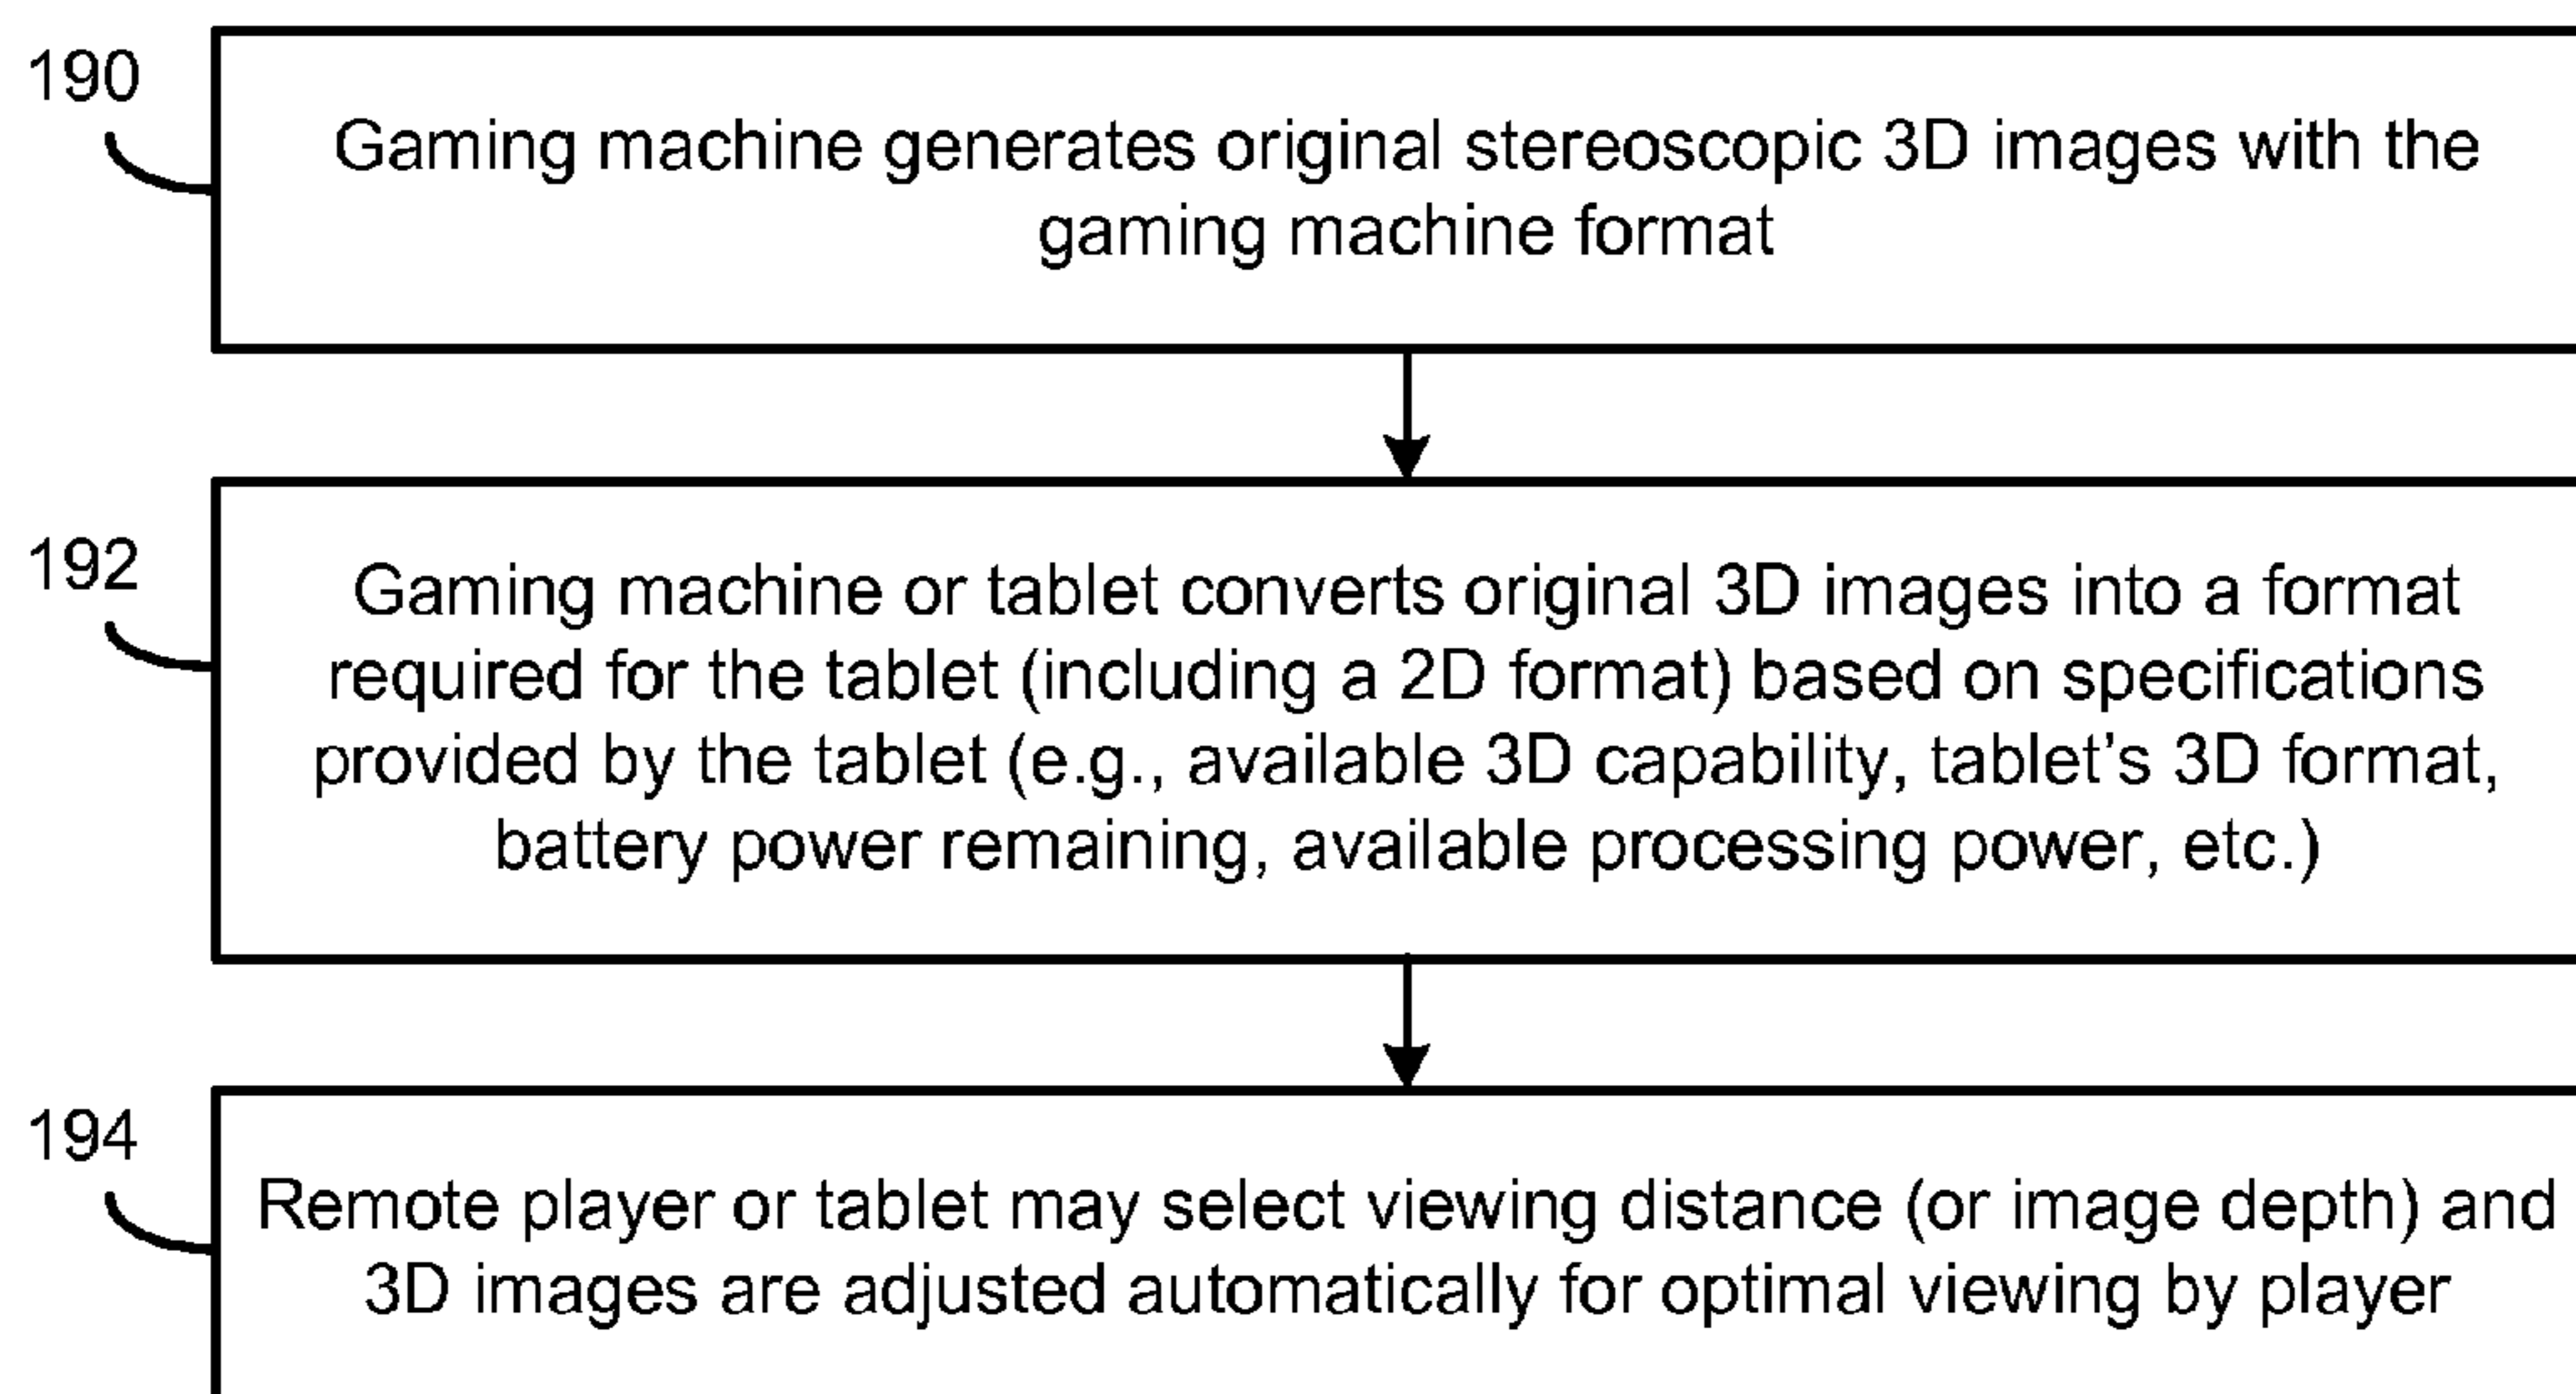 190
Gaming machine generates original stereoscopic 3D images with the
gaming machine format
192
Gaming machine or tablet converts original 3D images into a format
required for the tablet (including a 2D format) based on specifications
provided by the tablet (e.g., available 3D capability, tablet's 3D format,
battery power remaining, available processing power, etc.)
194
Remote player or tablet may select viewing distance (or image depth) and
3D images are adjusted automatically for optimal viewing by player